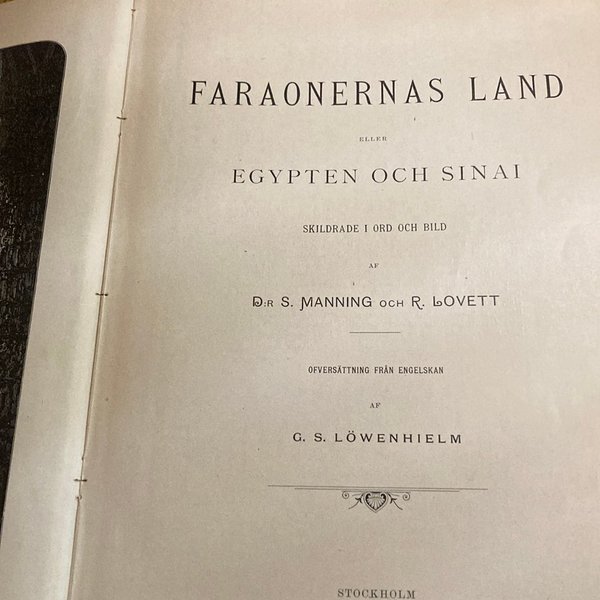 FARAONERNAS LAND
ELLER
EGYPTEN OCH SINAI
SKILDRADE I ORD OCH BILD
AF
D:R S. MANNING OCH R. LOVETT
OFVERSÄTTNING FRÅN ENGELSKAN
AF
G. S. LÖWENHIELM
STOCKHOLM